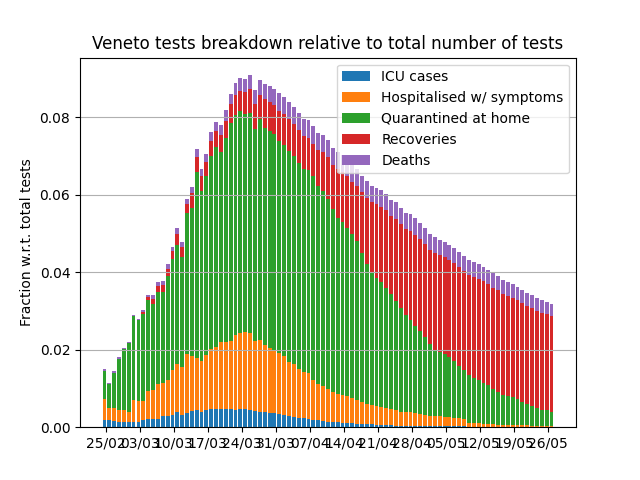 Veneto tests breakdown relative to total number of tests
ICU cases
Hospitalised w/ symptoms
Quarantined at home
Recoveries
Deaths
Fraction w.r.t. total tests
0.08
0.06
0.04
0.02
0.00
25/02 03/03 10/03 17/03 24/03 31/03 07/04 14/04 21/04 28/04 05/05 12/05 19/05 26/05